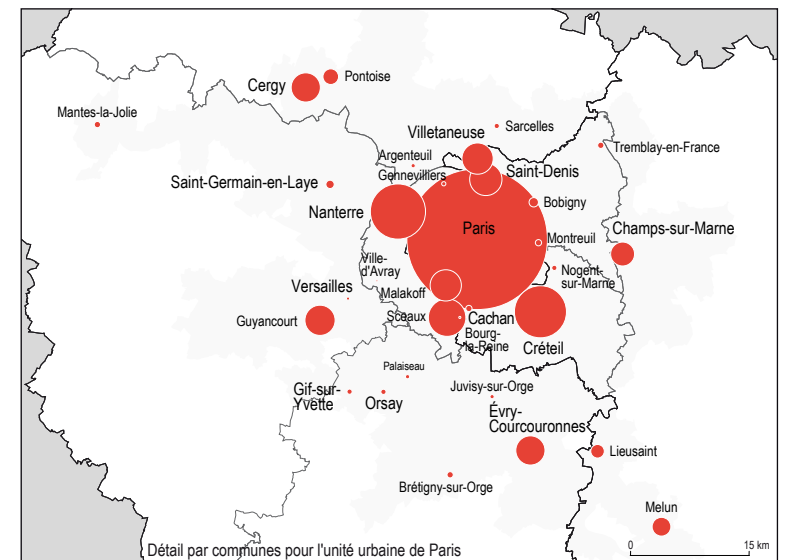 Cergy
Pontoise
Mantes-la-Jolie
Villetaneuse
Sarcelles
Argenteuil
Tremblay-en-France
Gennevilliers
Saint-Denis
Saint-Germain-en-Laye
Bobigny
Nanterre
Paris
Champs-sur-Marne
Montreuil
Ville-
d'Avray
Nogent-
sur-Marne
Versailles
Malakoff
Guyancourt
Sceaux
Cachan
Bourg-
la-Reine
Créteil
Palaiseau
Gif-sur-
Yvette
Orsay
Juvisy-sur-Orge
Évry-
Courcouronnes
Lieusaint
Brétigny-sur-Orge
Melun
Détail par communes pour l'unité urbaine de Paris
0 15 km